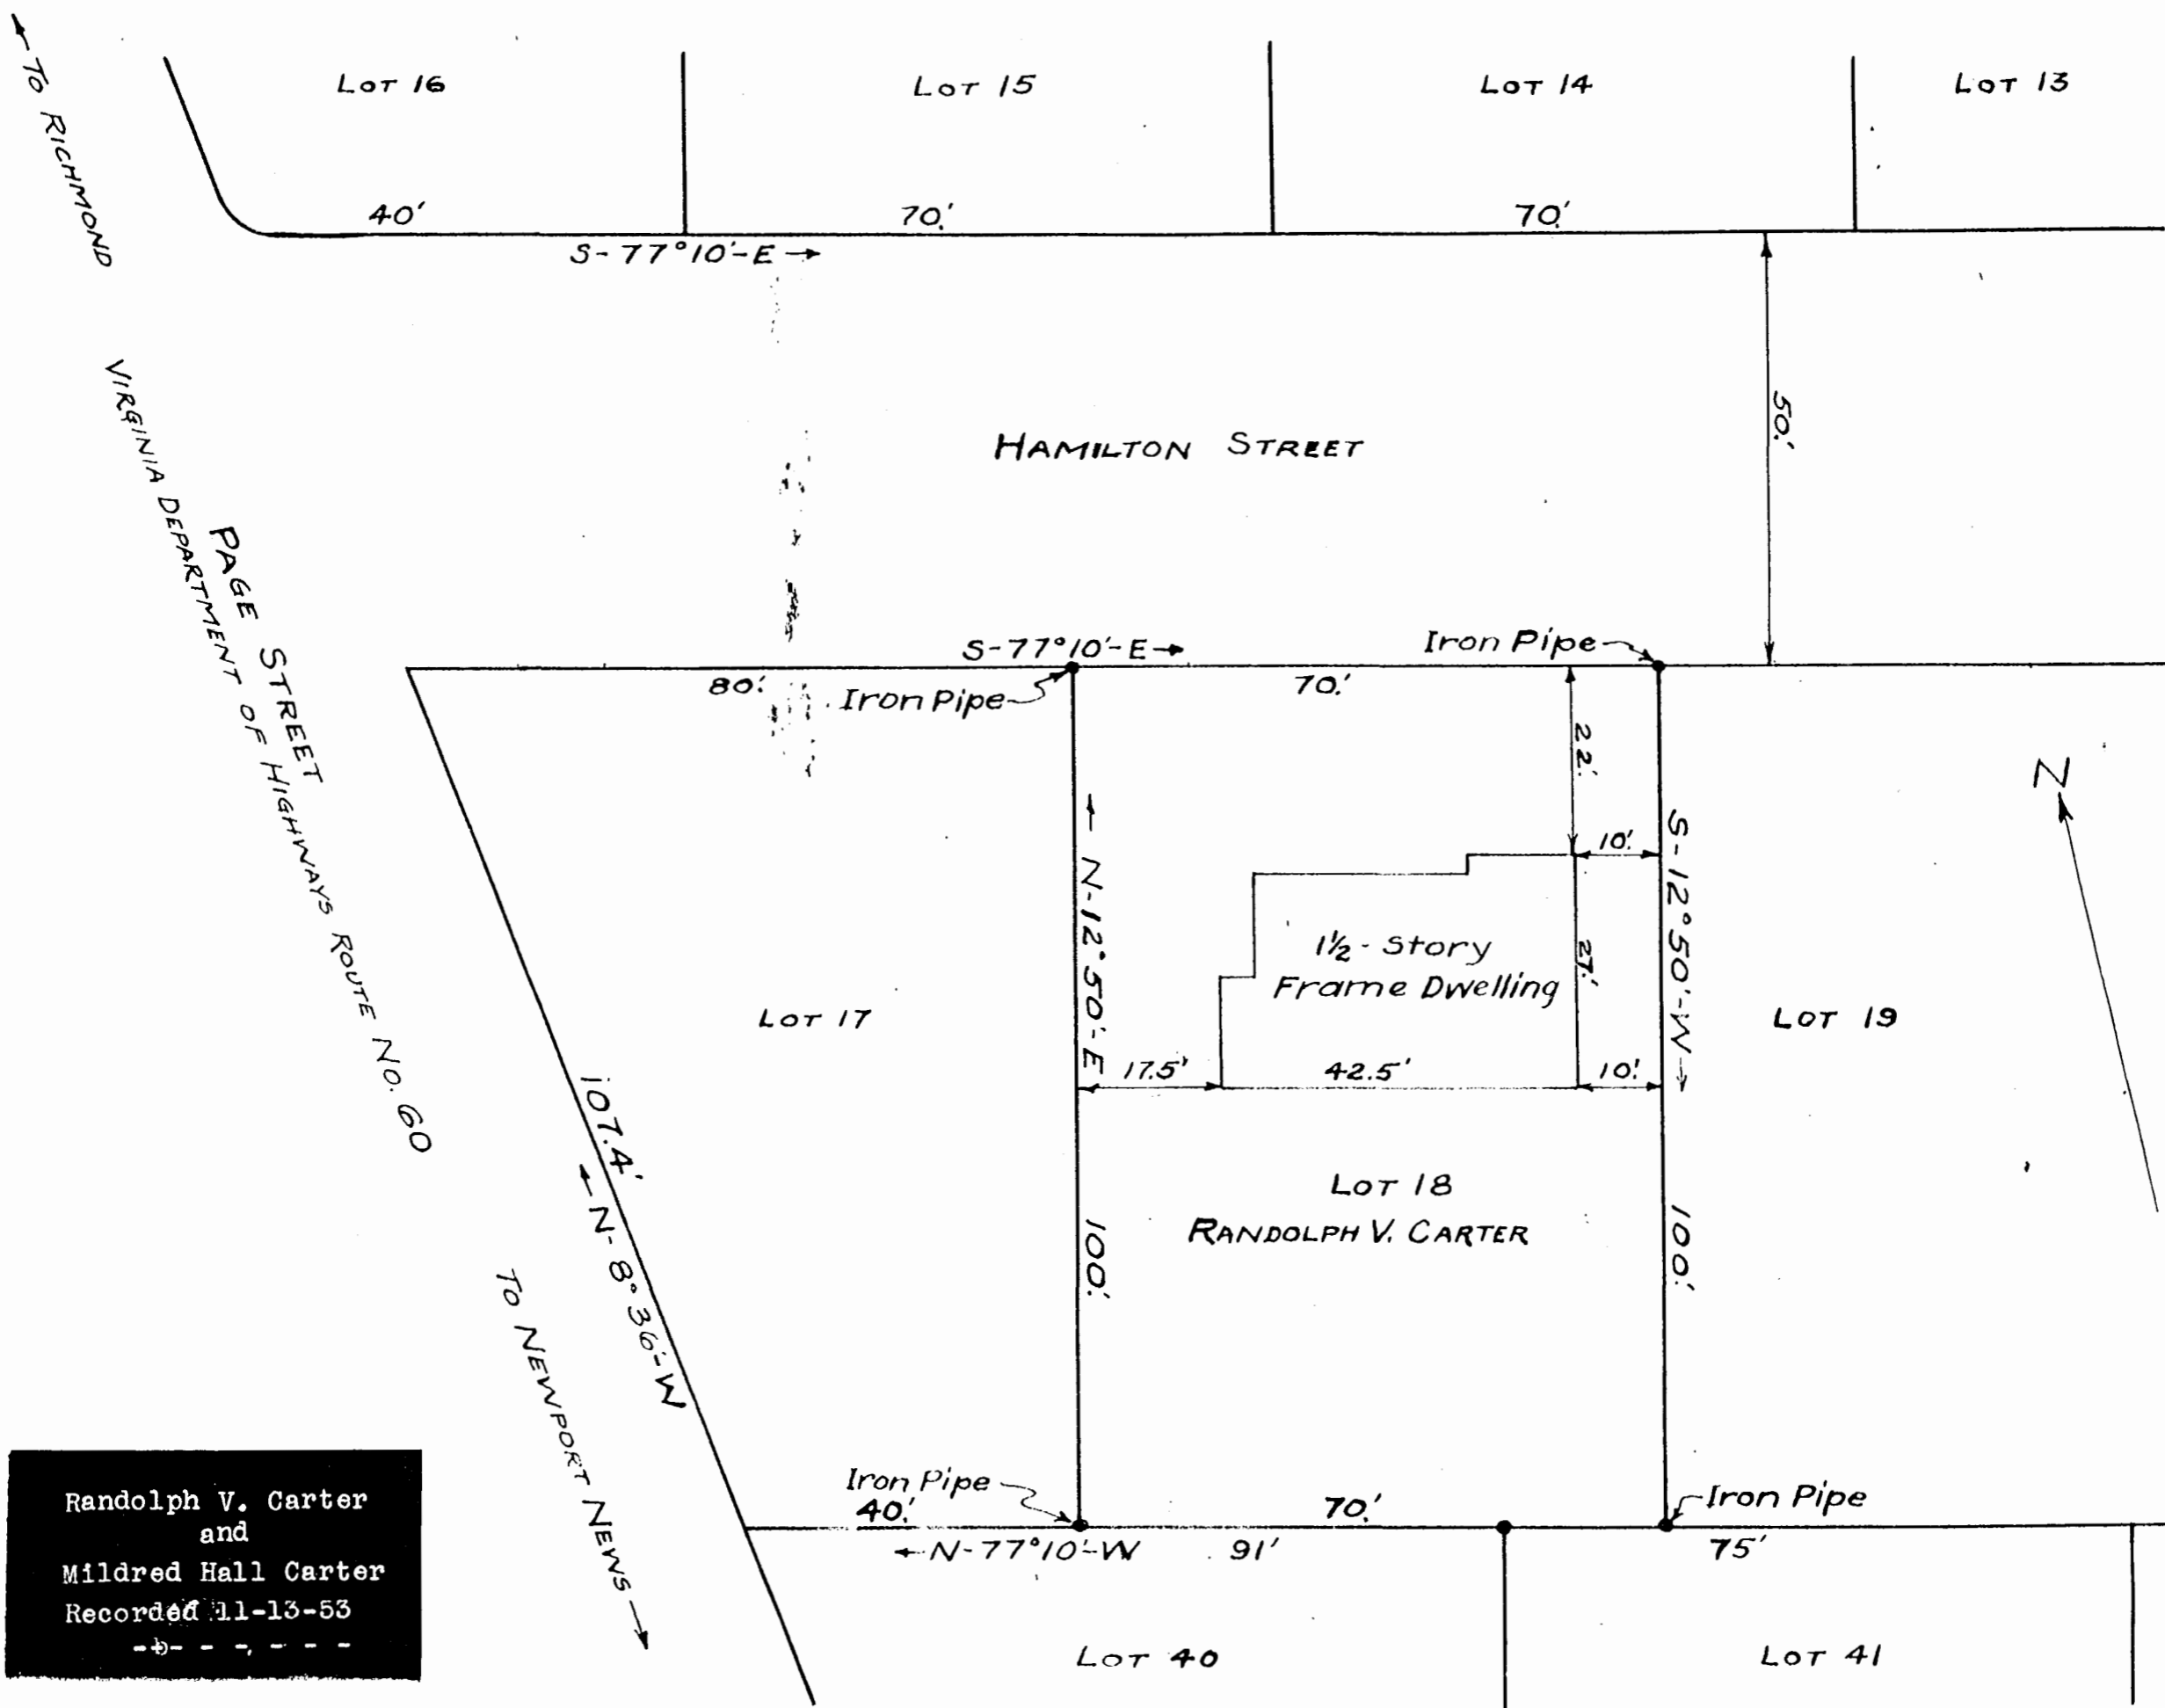 TO RICHMOND
LOT 16
LOT 15
LOT 14
LOT 13
40'
70'
70'
S-77°10'-E
VIRGINIA DEPARTMENT OF HIGHWAYS ROUTE NO. 60
PAGE STREET
HAMILTON STREET
50'
S-77°10'-E
Iron Pipe
80'
Iron Pipe
70'
22'
N
10'
N-12°50'-E
S-12°50'-W
1½-Story
Frame Dwelling
27'
LOT 17
LOT 19
17.5'
42.5'
10'
107.4'
N-8°36'-W
LOT 18
RANDOLPH V. CARTER
100'
100'
TO NEWPORT NEWS
Iron Pipe
40'
70'
Iron Pipe
N-77°10'-W
91'
75'
LOT 40
LOT 41
Randolph V. Carter
and
Mildred Hall Carter
Recorded 11-13-53